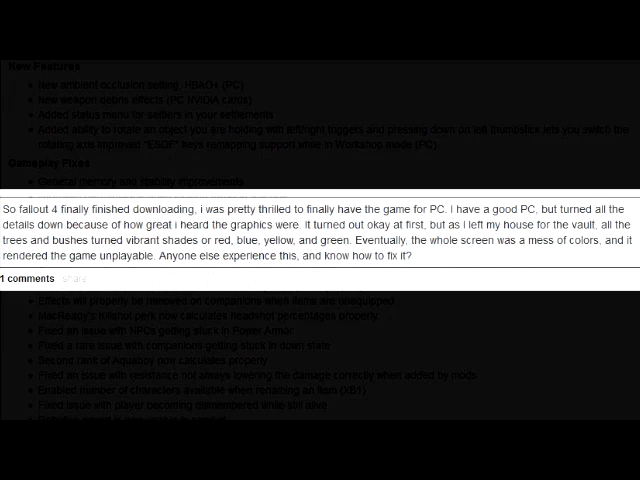 New Features
New ambient occlusion setting, HBAO+ (PC)
New weapon debris effects (PC NVIDIA cards)
Added status menu for settlers in your settlements
Added ability to rotate an object you are holding with left/right triggers and pressing down on left thumbstick lets you switch the
rotating axis improved "ESDF" keys remapping support while in Workshop mode (PC)
Gameplay Fixes
General memory and stability improvements
So fallout 4 finally finished downloading, i was pretty thrilled to finally have the game for PC. I have a good PC, but turned all the
details down because of how great i heard the graphics were. It turned out okay at first, but as I left my house for the vault, all the
trees and bushes turned vibrant shades or red, blue, yellow, and green. Eventually, the whole screen was a mess of colors, and it
rendered the game unplayable. Anyone else experience this, and know how to fix it?
1 comments share
Effects will properly be removed on companions when items are unequipped
MacReady's Killshot perk now calculates headshot percentages properly
Fixed an issue with NPCs getting stuck in Power Armor
Fixed a rare issue with companions getting stuck in down state
Second rank of Aquaboy now calculates properly
Fixed an issue with resistance not always lowering the damage correctly when added by mods
Enabled number of characters available when renaming an item (XB1)
Fixed issue with player becoming dismembered while still alive